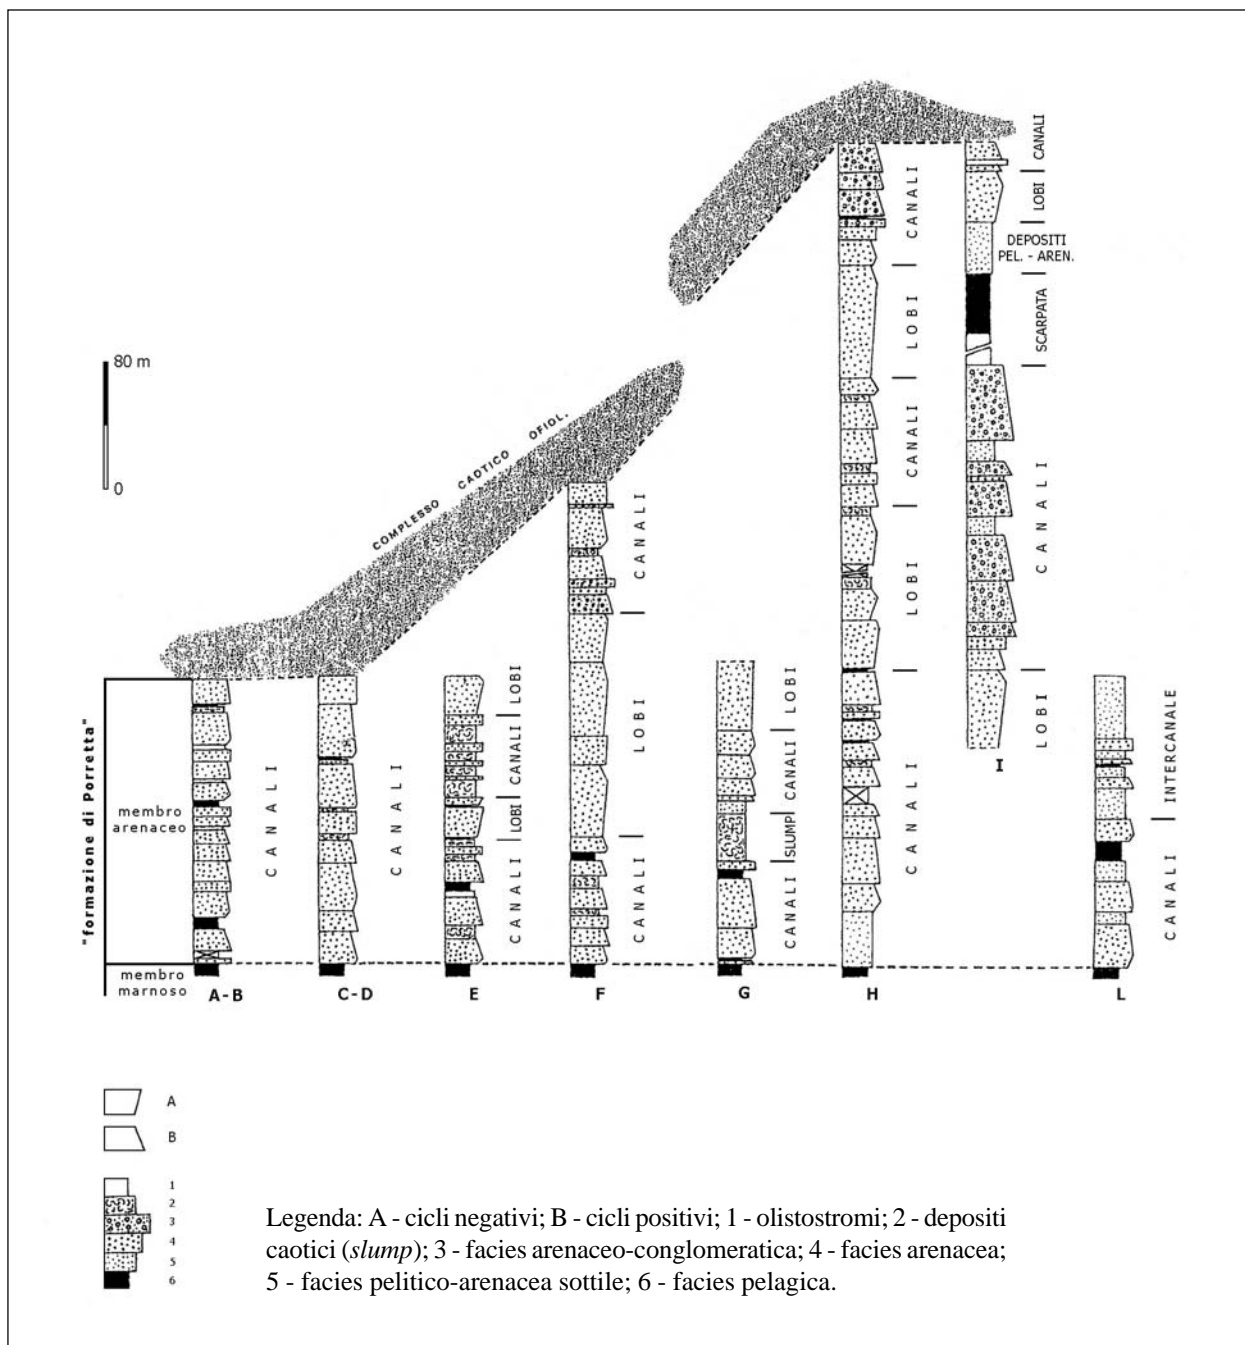 CANALI
LOBI
DEPOSITI
PEL. - AREN.
SCARPATA
CANALI
LOBI
I
CANALI
LOBI
CANALI
LOBI
CANALI
H
80 m
0
COMPLESSO CAOTICO OFIOL.
"formazione di Porretta"
membro
arenaceo
membro
marnoso
CANALI
A-B
CANALI
C-D
LOBI
CANALI
LOBI
CANALI
E
CANALI
LOBI
CANALI
F
LOBI
CANALI
SLUMP
CANALI
G
INTERCANALE
CANALI
L
A
B
1
2
3
4
5
6
Legenda: A - cicli negativi; B - cicli positivi; 1 - olistostromi; 2 - depositi
caotici (slump); 3 - facies arenaceo-conglomeratica; 4 - facies arenacea;
5 - facies pelitico-arenacea sottile; 6 - facies pelagica.